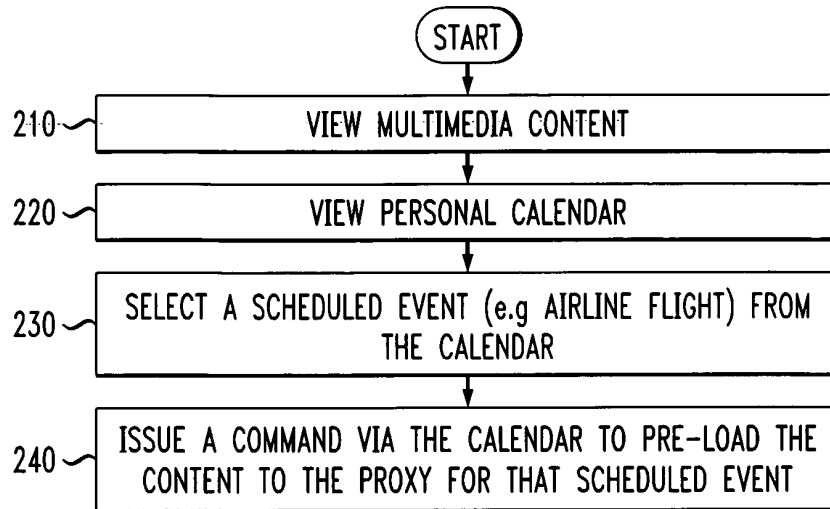 START
210
VIEW MULTIMEDIA CONTENT
220
VIEW PERSONAL CALENDAR
230
SELECT A SCHEDULED EVENT (e.g AIRLINE FLIGHT) FROM
THE CALENDAR
240
ISSUE A COMMAND VIA THE CALENDAR TO PRE-LOAD THE
CONTENT TO THE PROXY FOR THAT SCHEDULED EVENT